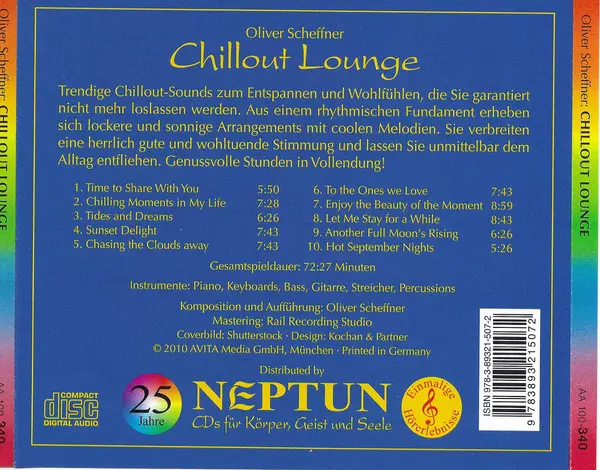 Oliver Scheffner
Chillout Lounge
Trendige Chillout-Sounds zum Entspannen und Wohlfühlen, die Sie garantiert
nicht mehr loslassen werden. Aus einem rhythmischen Fundament erheben
sich lockere und sonnige Arrangements mit coolen Melodien. Sie verbreiten
eine herrlich gute und wohltuende Stimmung und lassen Sie unmittelbar dem
Alltag entfliehen. Genussvolle Stunden in Vollendung!
1. Time to Share With You 5:50
2. Chilling Moments in My Life 7:28
3. Tides and Dreams 6:26
4. Sunset Delight 7:43
5. Chasing the Clouds away 7:43
6. To the Ones we Love 7:43
7. Enjoy the Beauty of the Moment 8:59
8. Let Me Stay for a While 8:43
9. Another Full Moon's Rising 6:26
10. Hot September Nights 5:26
Gesamtspieldauer: 72:27 Minuten
Instrumente: Piano, Keyboards, Bass, Gitarre, Streicher, Percussions
Komposition und Aufführung: Oliver Scheffner
Mastering: Rail Recording Studio
Coverbild: Shutterstock · Design: Kochan & Partner
© 2010 AVITA Media GmbH, München · Printed in Germany
Distributed by
COMPACT
disc
DIGITAL AUDIO
25
Jahre
NEPTUN
CDs für Körper, Geist und Seele
Einmalige
Hörerlebnisse
ISBN 978-3-89321-507-2
9 783893 215072
Oliver Scheffner: CHILLOUT LOUNGE
AA 100-340
Oliver Scheffner: CHILLOUT LOUNGE
AA 100-340